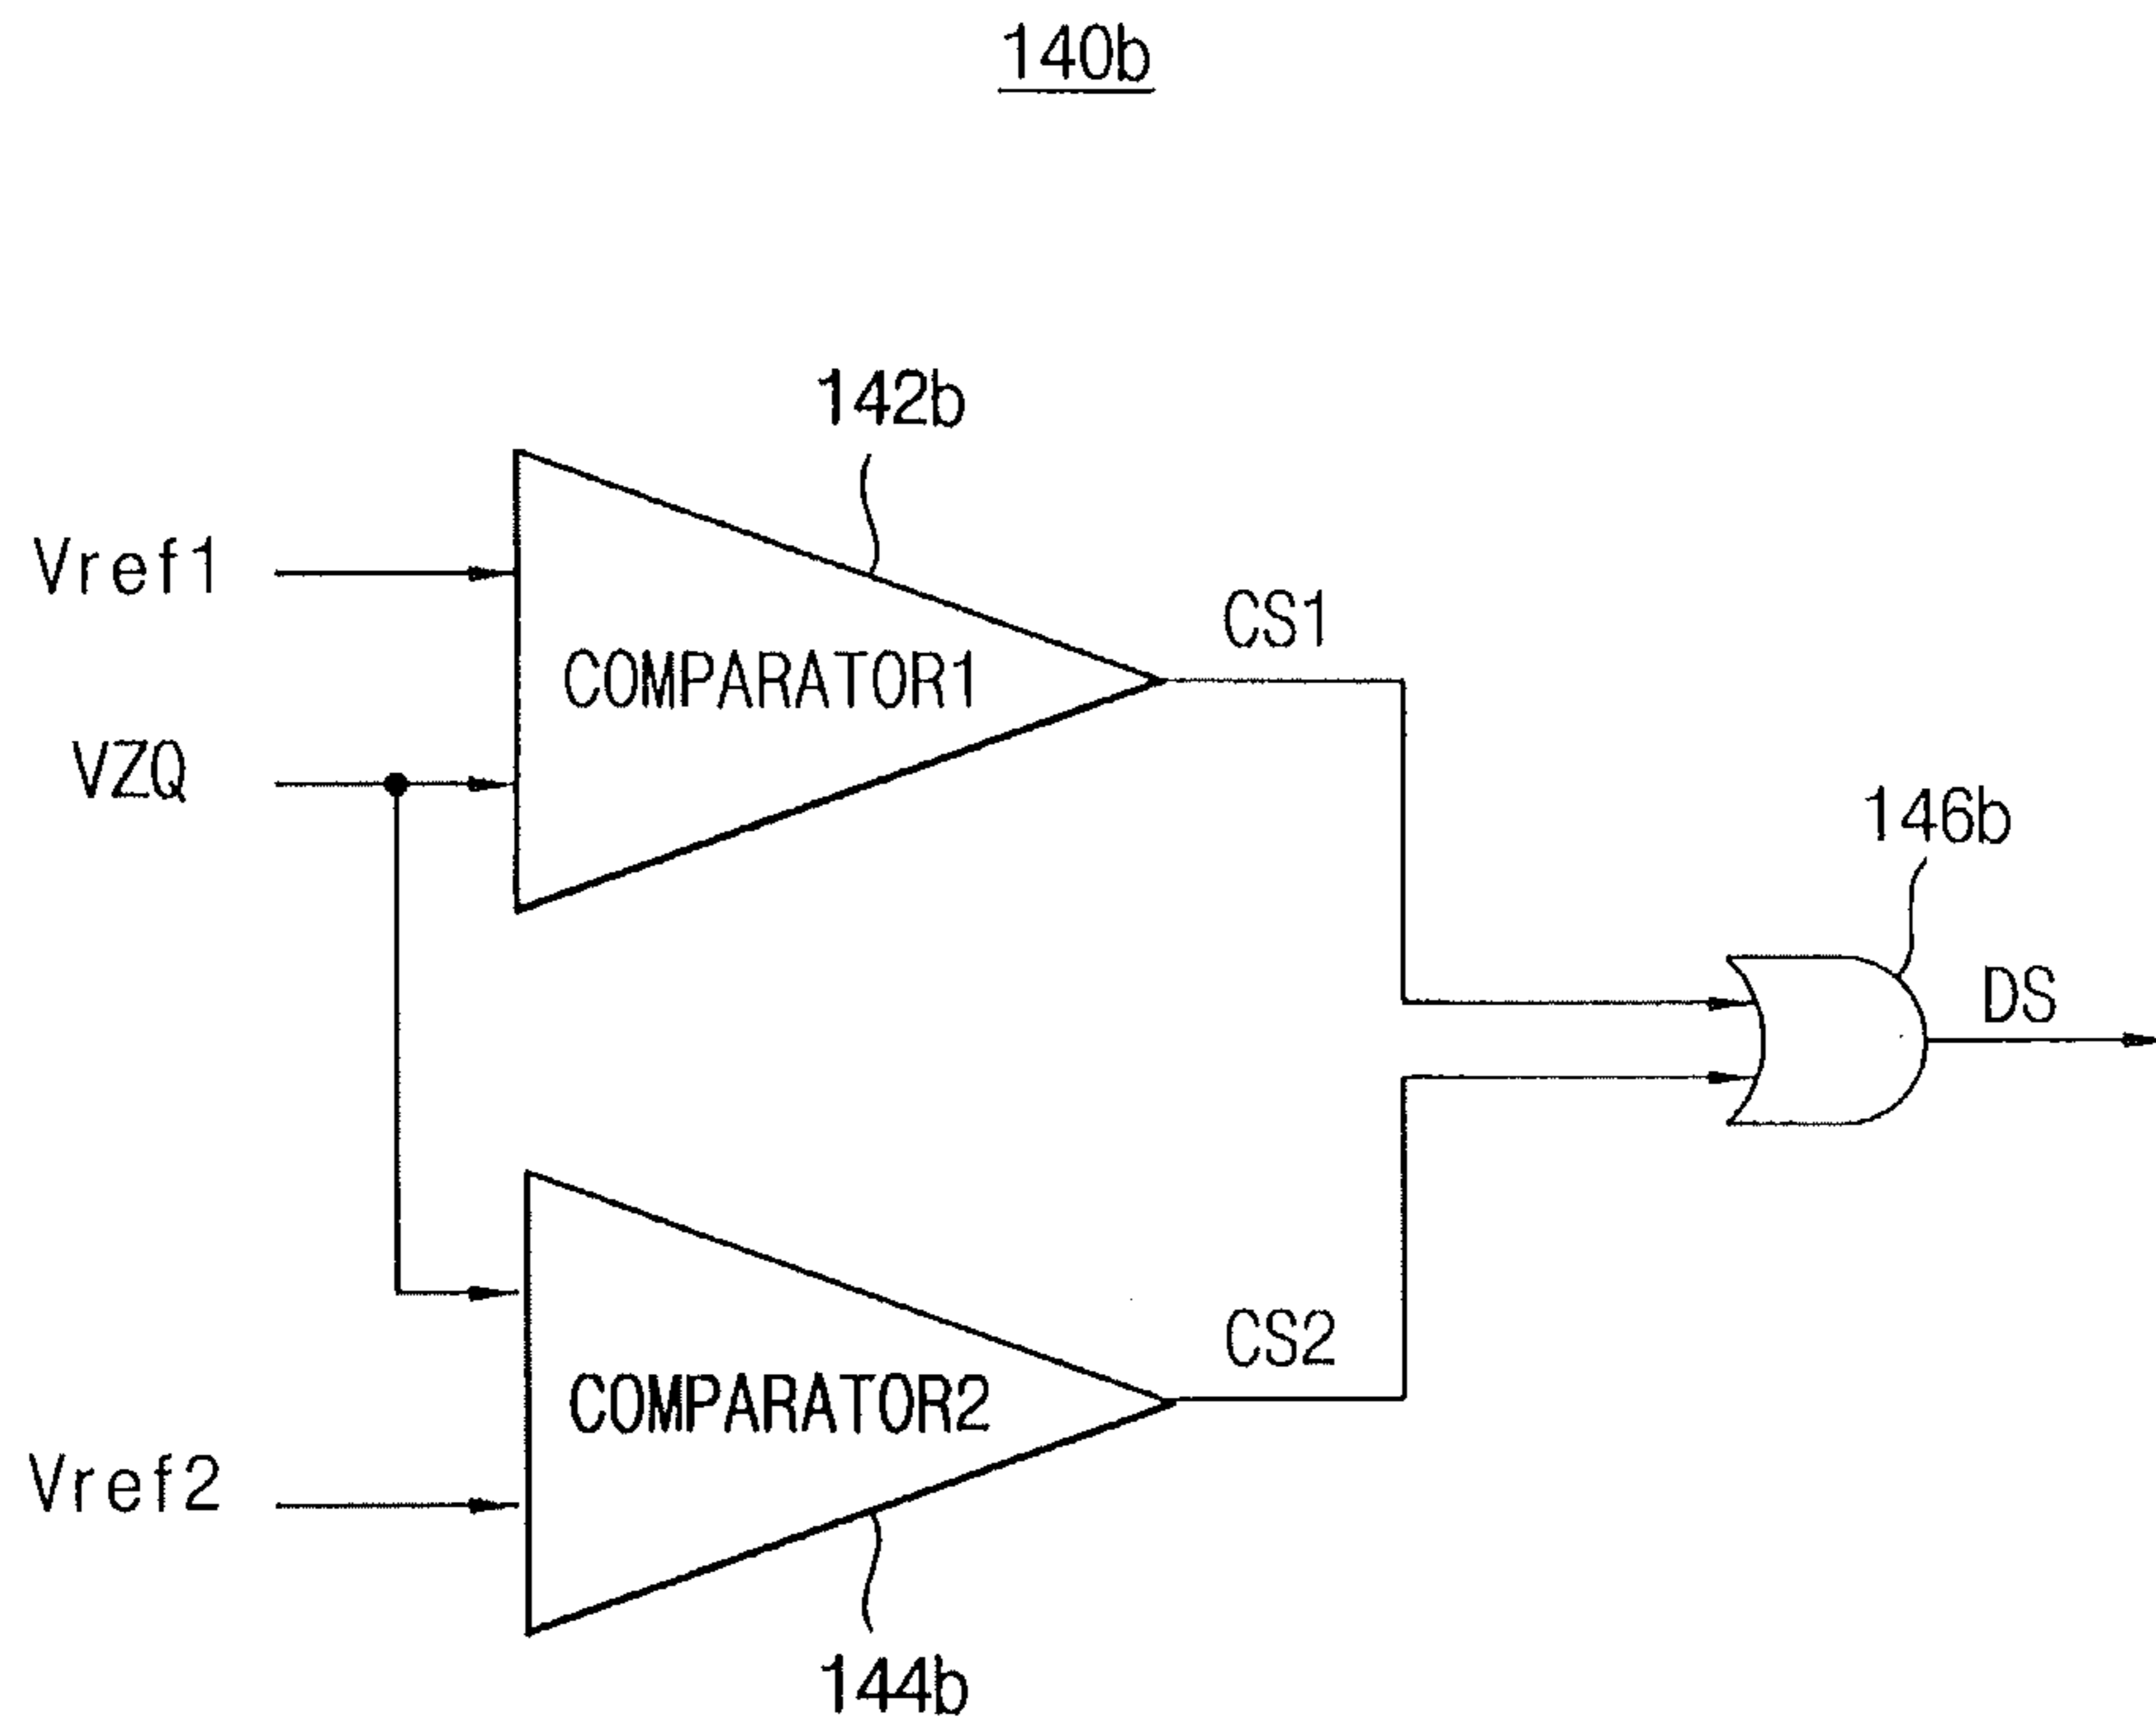 140b
142b
Vref1
CS1
COMPARATOR1
VZQ
146b
DS
CS2
COMPARATOR2
Vref2
144b